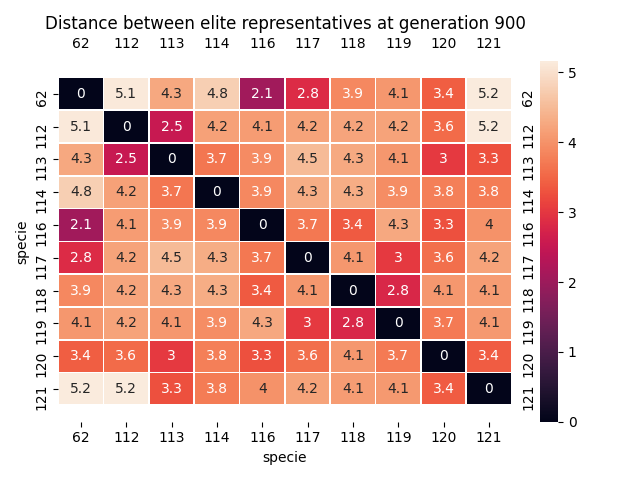 Distance between elite representatives at generation 900
62 112 113 114 116 117 118 119 120 121
62 0 5.1 4.3 4.8 2.1 2.8 3.9 4.1 3.4 5.2 62
112 5.1 0 2.5 4.2 4.1 4.2 4.2 4.2 3.6 5.2 112
113 4.3 2.5 0 3.7 3.9 4.5 4.3 4.1 3 3.3 113
114 4.8 4.2 3.7 0 3.9 4.3 4.3 3.9 3.8 3.8 114
116 2.1 4.1 3.9 3.9 0 3.7 3.4 4.3 3.3 4 116
117 2.8 4.2 4.5 4.3 3.7 0 4.1 3 3.6 4.2 117
118 3.9 4.2 4.3 4.3 3.4 4.1 0 2.8 4.1 4.1 118
119 4.1 4.2 4.1 3.9 4.3 3 2.8 0 3.7 4.1 119
120 3.4 3.6 3 3.8 3.3 3.6 4.1 3.7 0 3.4 120
121 5.2 5.2 3.3 3.8 4 4.2 4.1 4.1 3.4 0 121
62 112 113 114 116 117 118 119 120 121
specie
specie
5
4
3
2
1
0